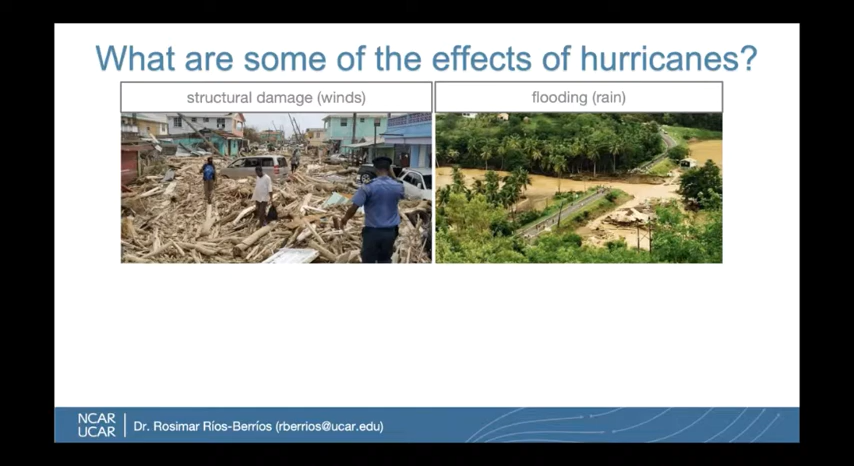 What are some of the effects of hurricanes?
structural damage (winds)
flooding (rain)
NCAR
UCAR
Dr. Rosimar Ríos-Berríos (rberrios@ucar.edu)